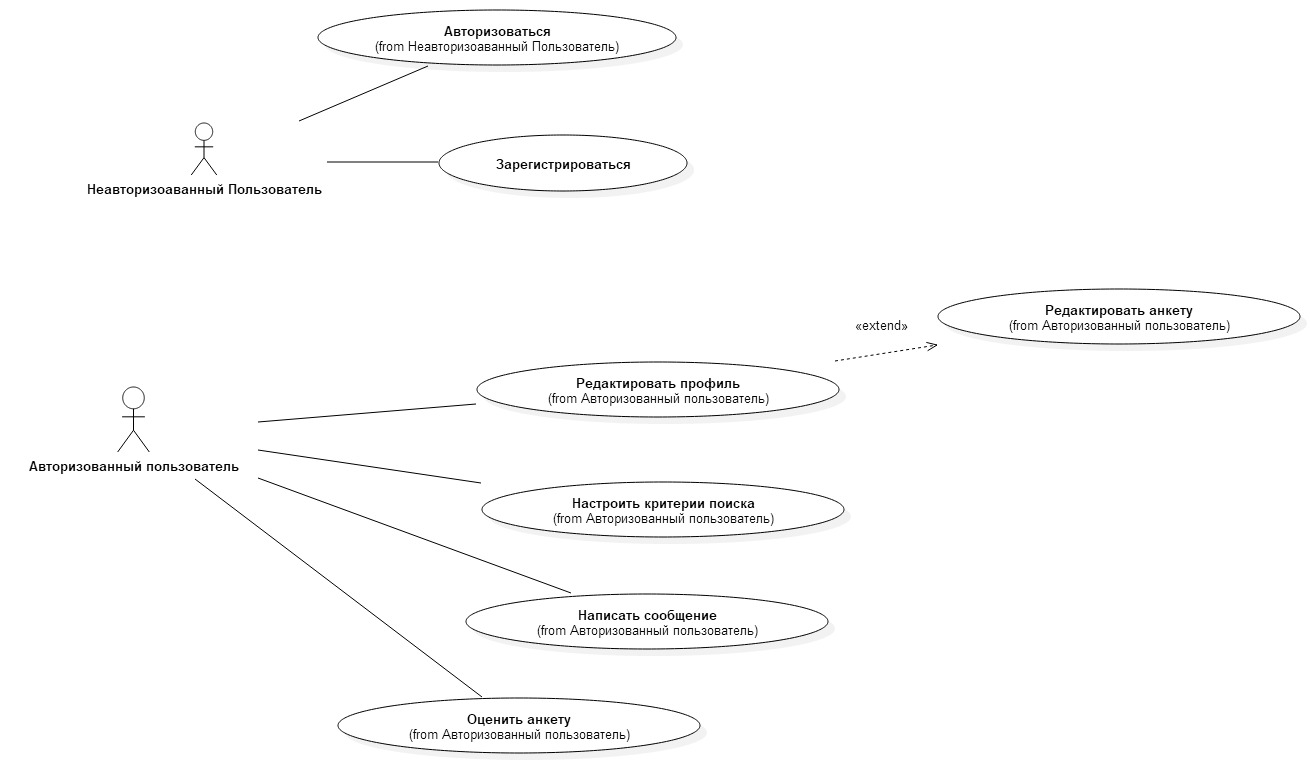 Авторизоваться
(from Неавторизоаванный Пользователь)
Зарегистрироваться
Неавторизоаванный Пользователь
Редактировать анкету
(from Авторизованный пользователь)
«extend»
Редактировать профиль
(from Авторизованный пользователь)
Авторизованный пользователь
Настроить критерии поиска
(from Авторизованный пользователь)
Написать сообщение
(from Авторизованный пользователь)
Оценить анкету
(from Авторизованный пользователь)